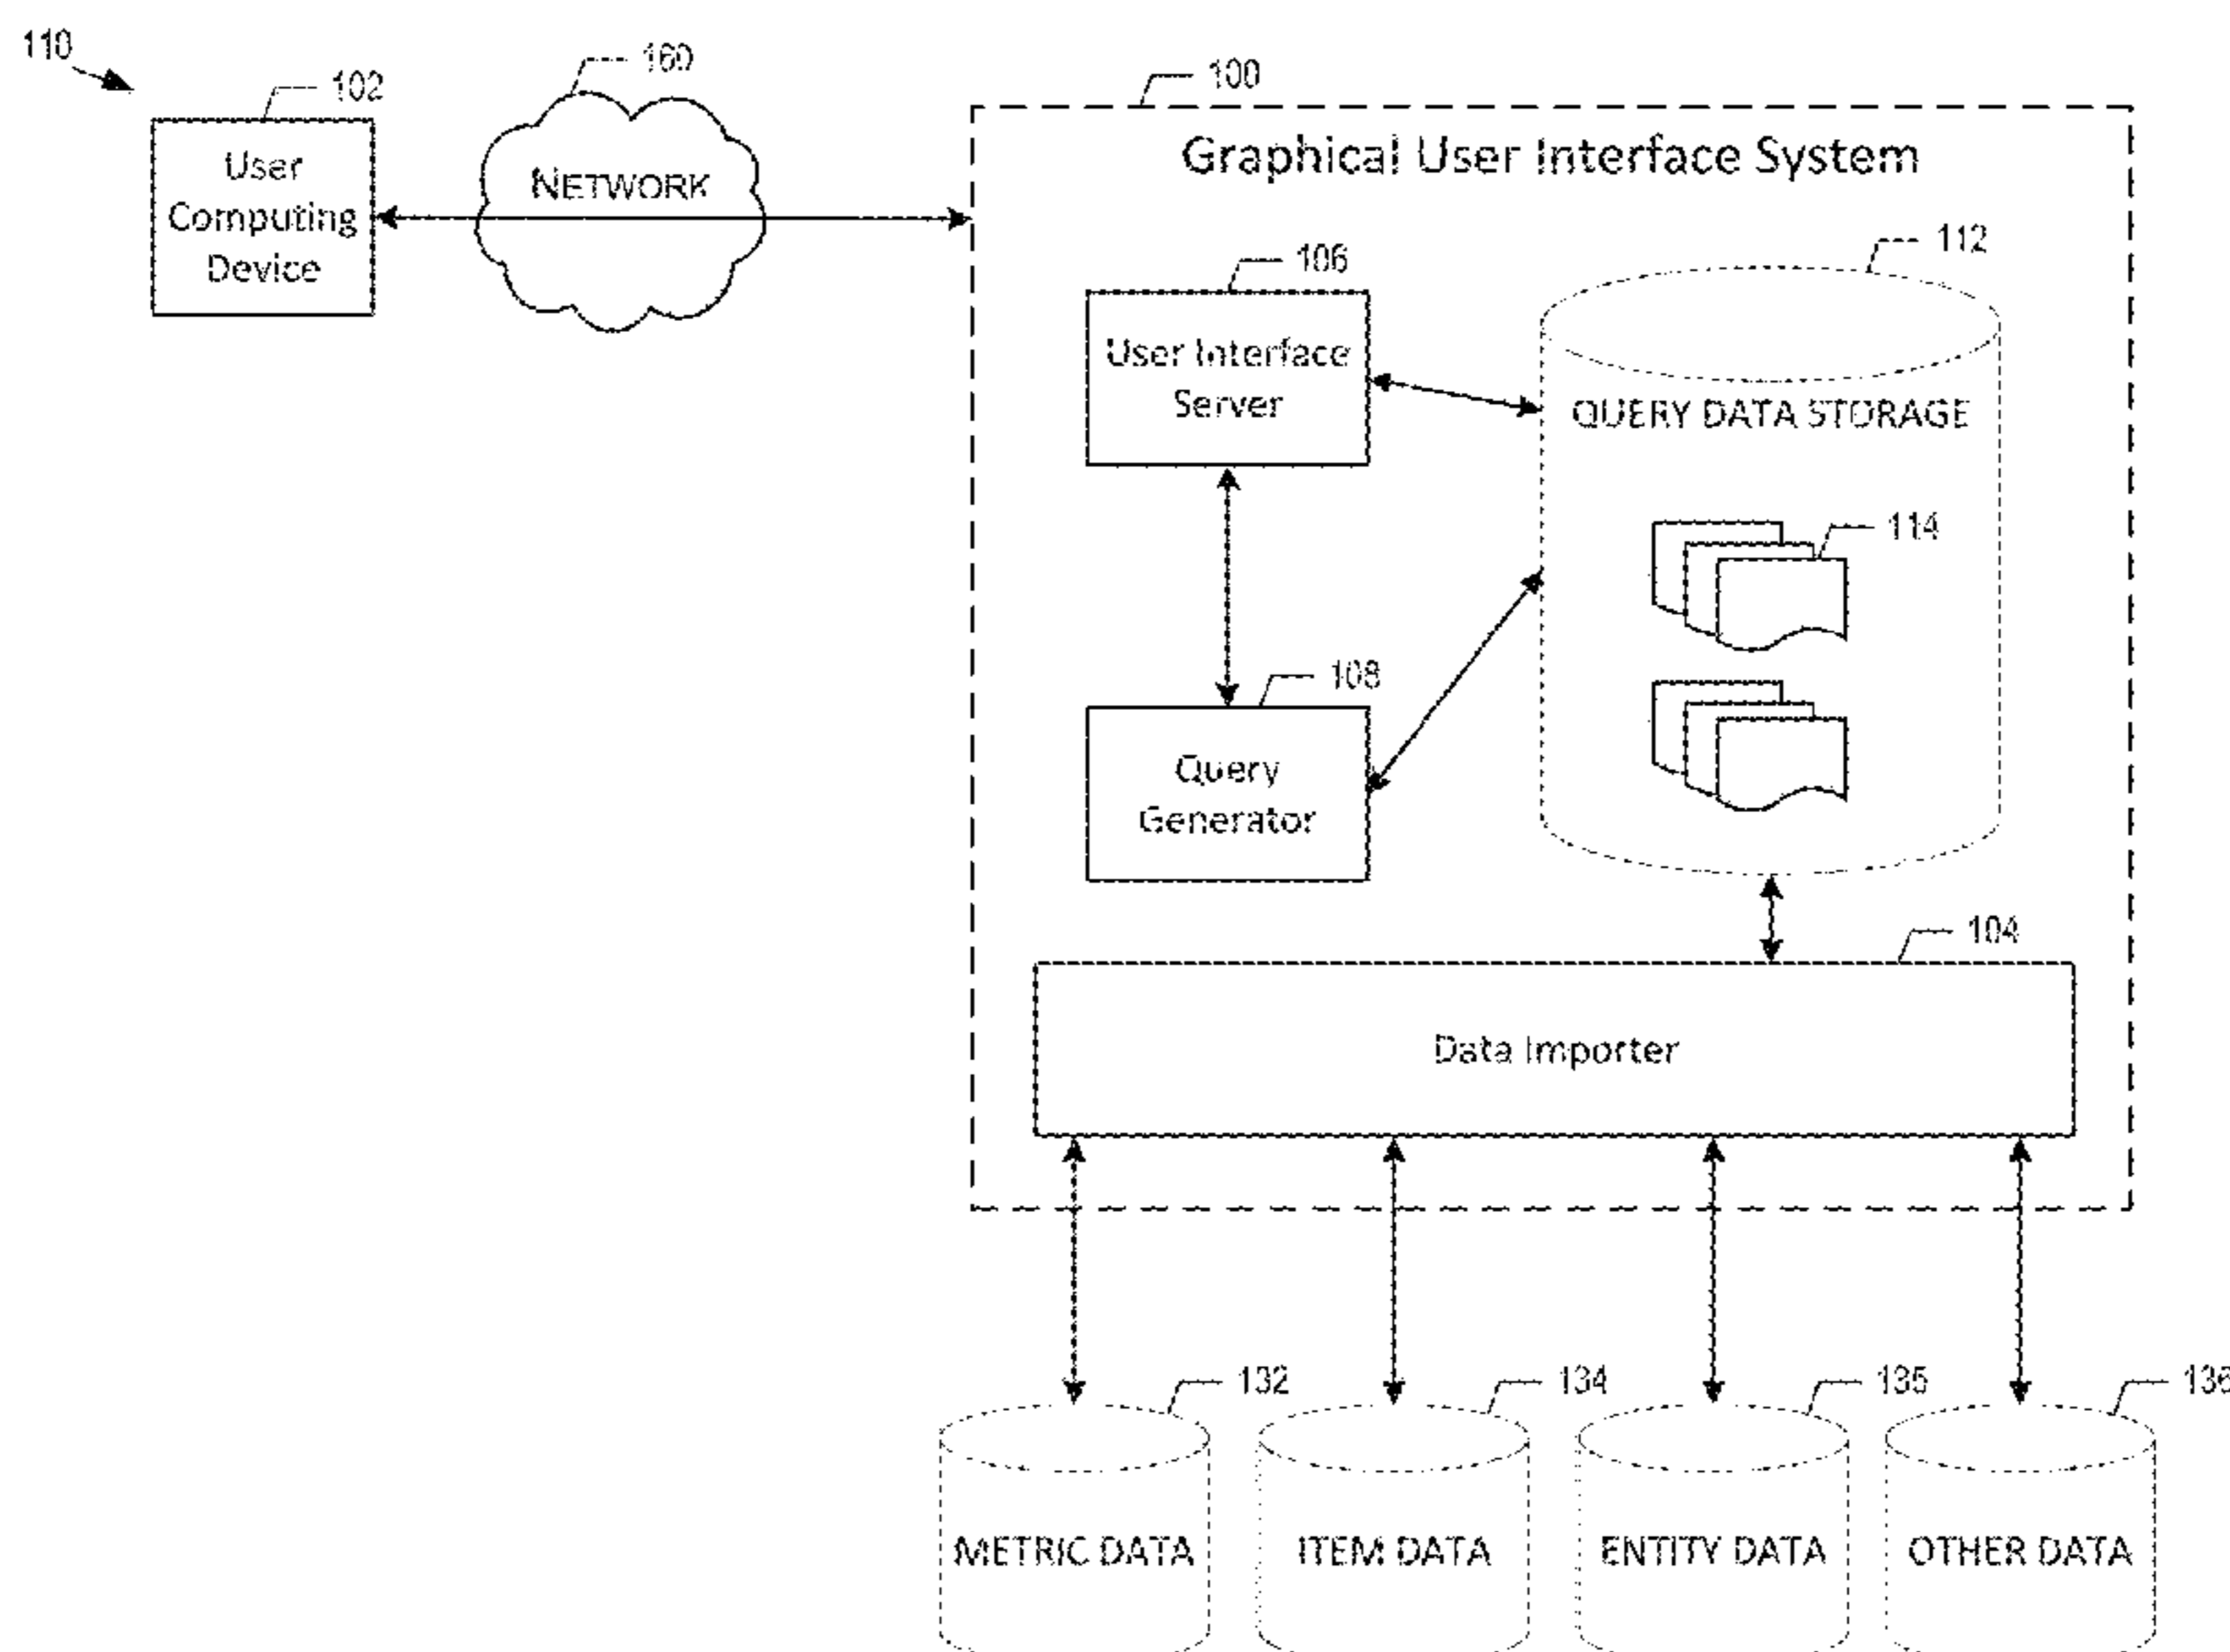 110
102
160
100
User
Computing
Device
NETWORK
Graphical User Interface System
106
112
User Interface
Server
QUERY DATA STORAGE
114
108
Query
Generator
104
Data Importer
132
134
135
136
METRIC DATA
ITEM DATA
ENTITY DATA
OTHER DATA